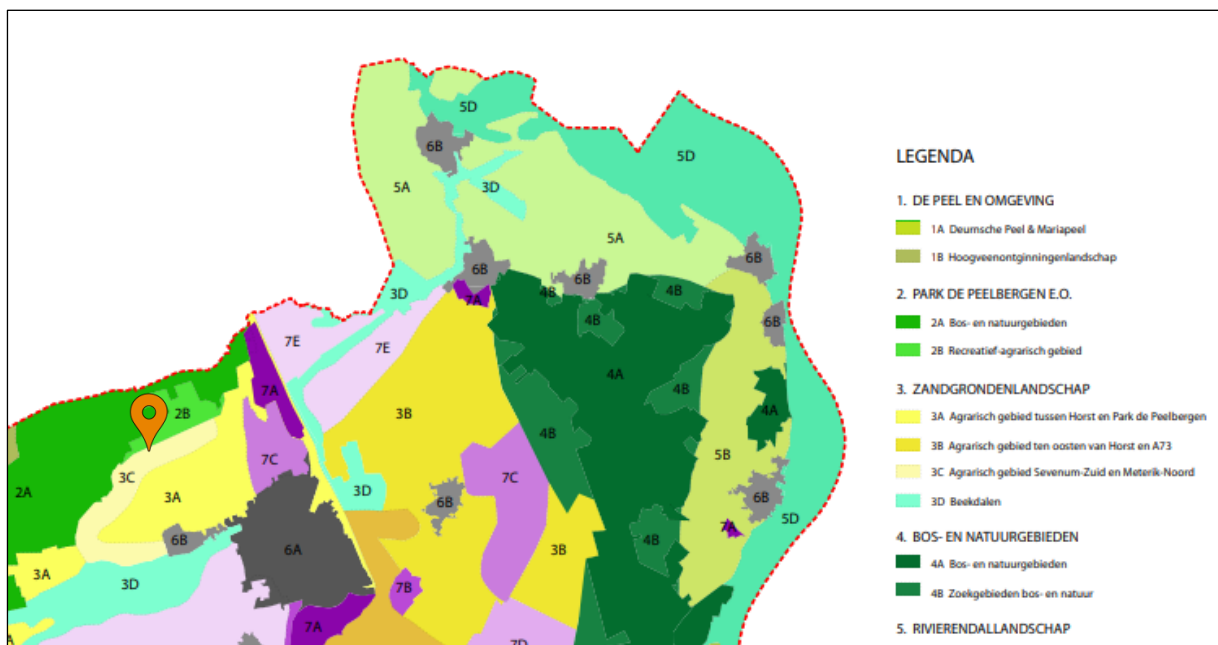 5D
6B
5D
5A
3D
5A
6B
6B
6B
3D
7A
4B
4B
4B
6B
7E
7E
4A
7A
4B
4A
2B
3B
4B
5B
3C
7C
7C
2A
3A
3D
6B
6B
5D
7A
6B
4B
6A
3B
3A
3D
7B
7A
7D
A
LEGENDA
1. DE PEEL EN OMGEVING
1A Deurnsche Peel & Mariapeel
1B Hoogveenontginningenlandschap
2. PARK DE PEELBERGEN E.O.
2A Bos- en natuurgebieden
2B Recreatief-agrarisch gebied
3. ZANDGRONDENLANDSCHAP
3A Agrarisch gebied tussen Horst en Park de Peelbergen
3B Agrarisch gebied ten oosten van Horst en A73
3C Agrarisch gebied Sevenum-Zuid en Meterik-Noord
3D Beekdalen
4. BOS- EN NATUURGEBIEDEN
4A Bos- en natuurgebieden
4B Zoekgebieden bos- en natuur
5. RIVIERENDALLANDSCHAP